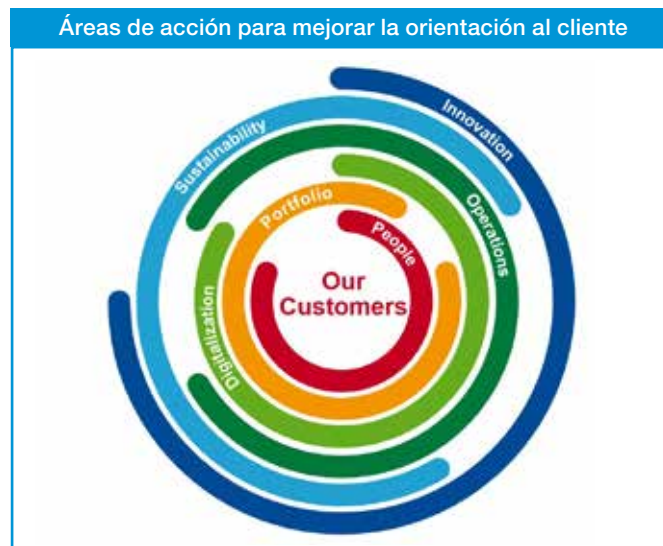 Áreas de acción para mejorar la orientación al cliente
Innovation
Sustainability
Operations
Portfolio
People
Digitalization
Our
Customers